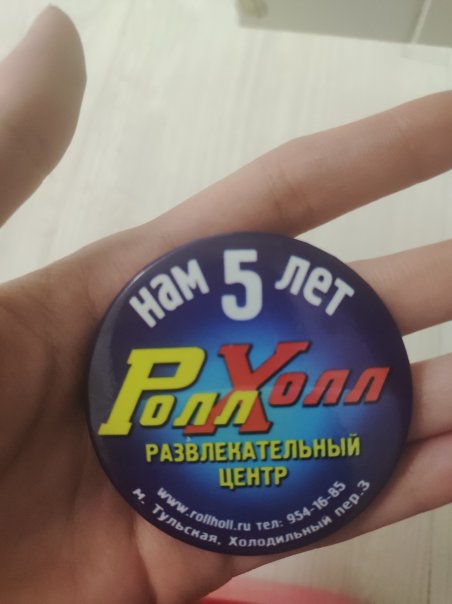 нам 5 лет
РоллХолл
РАЗВЛЕКАТЕЛЬНЫЙ
ЦЕНТР
www.rollholl.ru тел: 954-16-85
м. Тульская, Холодильный пер.3